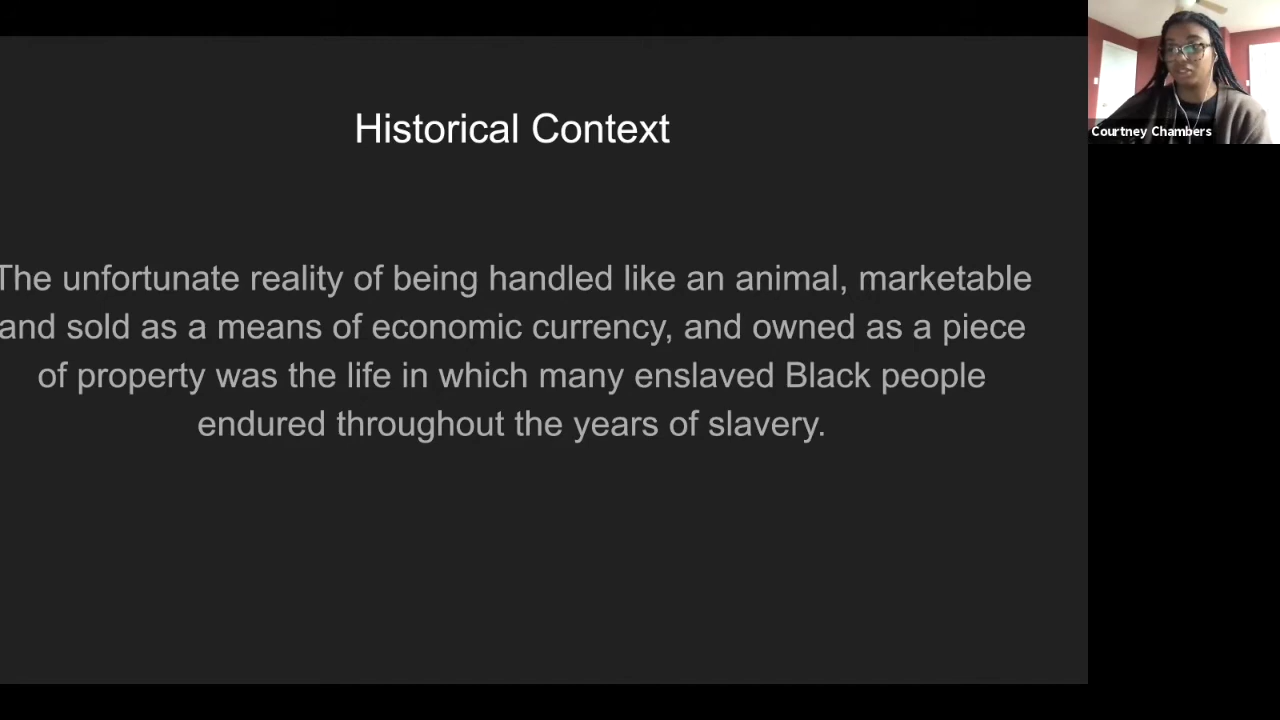 Historical Context
The unfortunate reality of being handled like an animal, marketable
and sold as a means of economic currency, and owned as a piece
of property was the life in which many enslaved Black people
endured throughout the years of slavery.
Courtney Chambers